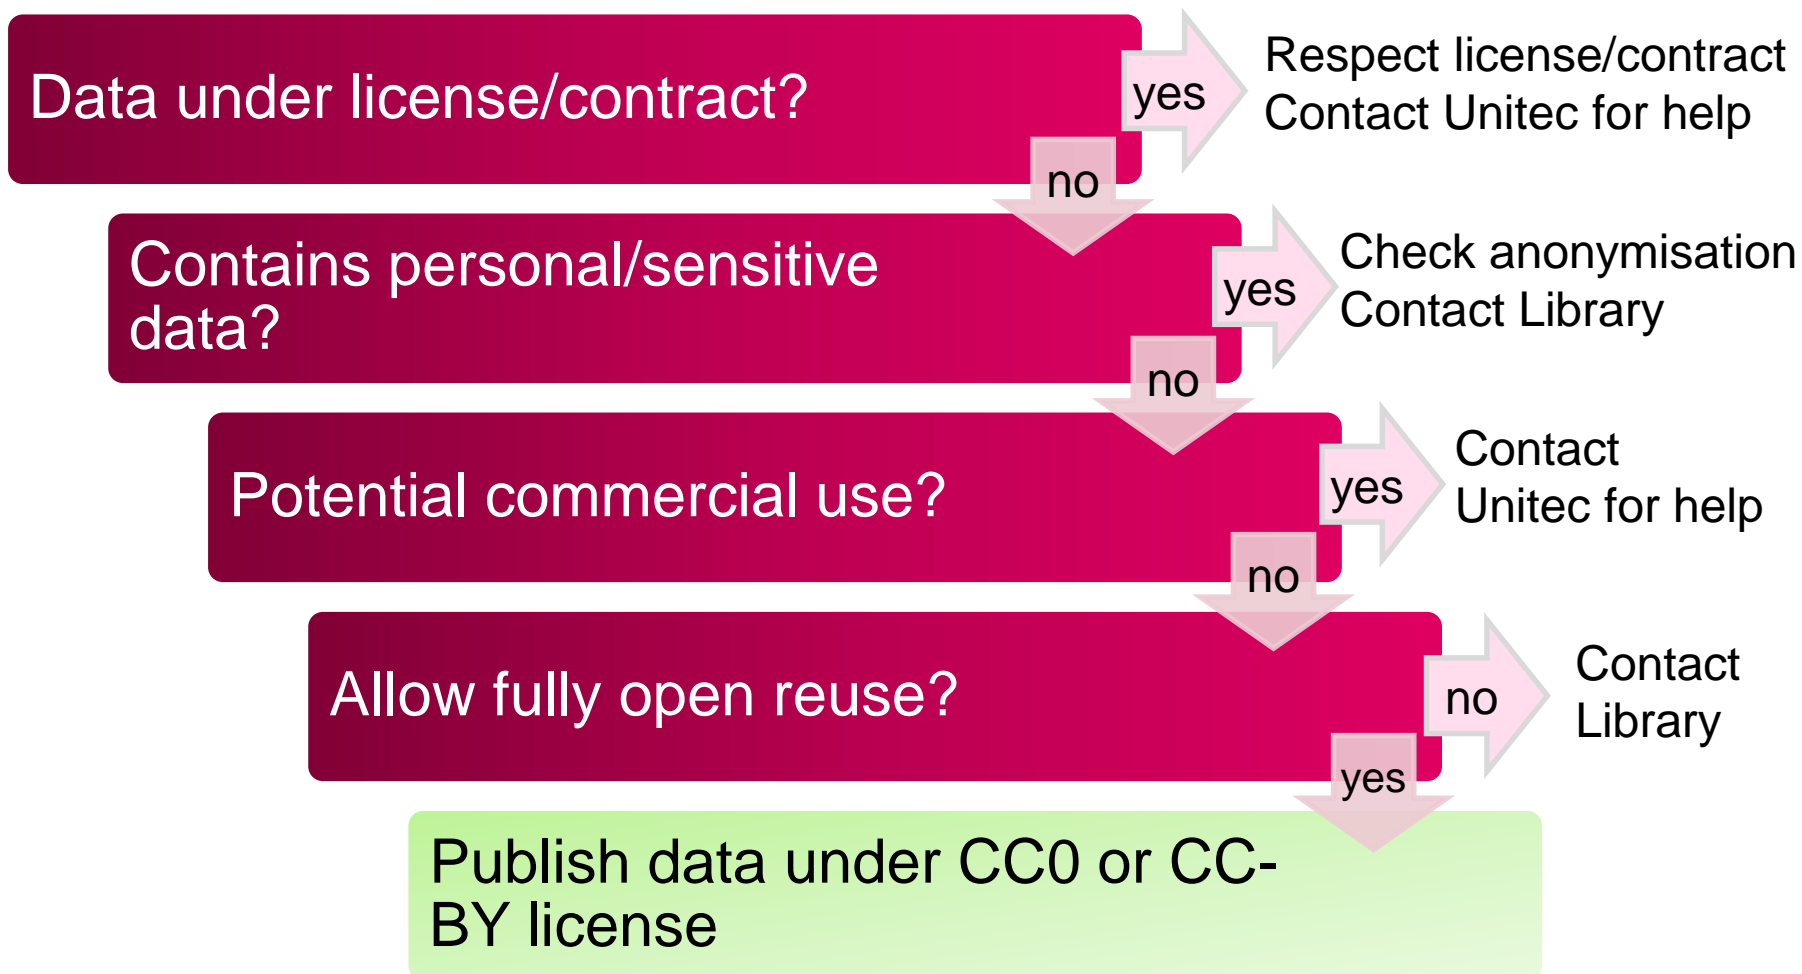 Data under license/contract?
yes
Respect license/contract
Contact Unitec for help
no
Contains personal/sensitive
data?
yes
Check anonymisation
Contact Library
no
Potential commercial use?
yes
Contact
Unitec for help
no
Allow fully open reuse?
no
Contact
Library
yes
Publish data under CC0 or CC-
BY license